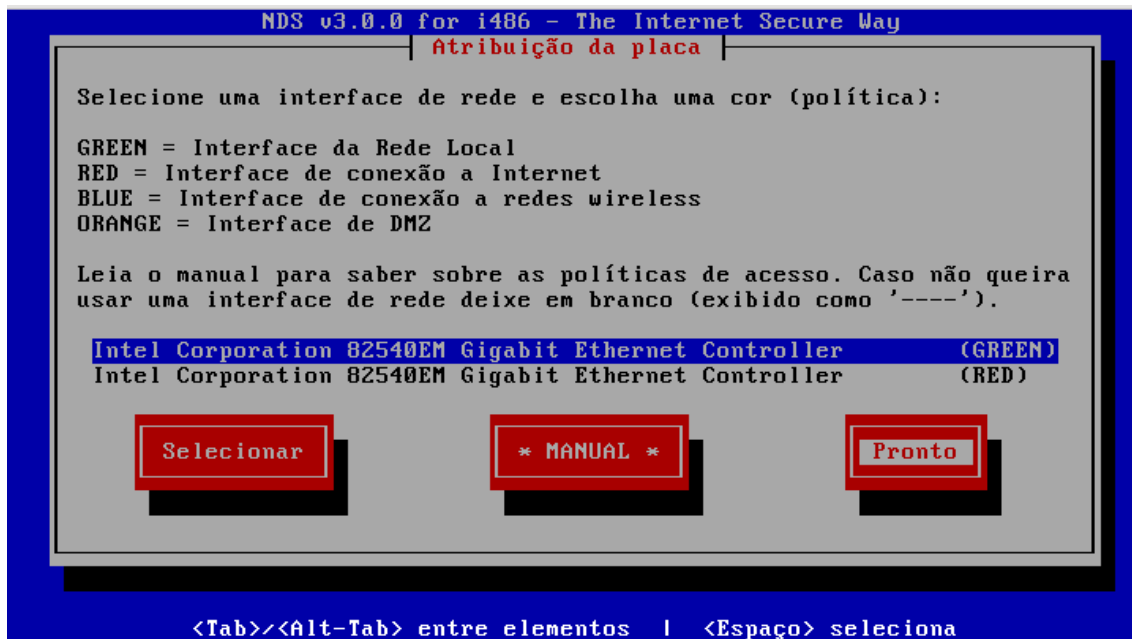 NDS v3.0.0 for i486 - The Internet Secure Way
Atribuição da placa
Selecione uma interface de rede e escolha uma cor (política):
GREEN = Interface da Rede Local
RED = Interface de conexão a Internet
BLUE = Interface de conexão a redes wireless
ORANGE = Interface de DMZ
Leia o manual para saber sobre as políticas de acesso. Caso não queira
usar uma interface de rede deixe em branco (exibido como '----').
Intel Corporation 82540EM Gigabit Ethernet Controller (GREEN)
Intel Corporation 82540EM Gigabit Ethernet Controller (RED)
Selecionar * MANUAL * Pronto
<Tab>/<Alt-Tab> entre elementos | <Espaço> seleciona